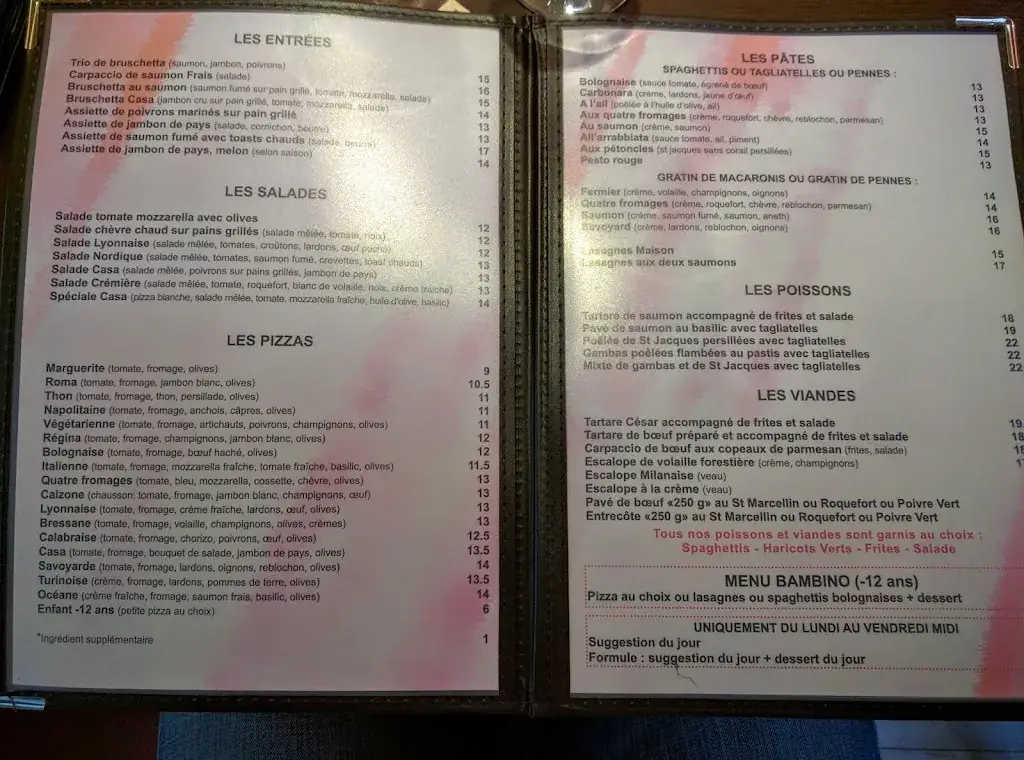 LES ENTRÉES
Trio de bruschetta (saumon, jambon, poivrons) 15
Carpaccio de saumon Frais (salade) 16
Bruschetta au saumon (saumon fumé sur pain grille, tomate, mozzarella, salade) 15
Bruschetta Casa (jambon cru sur pain grillé, tomate, mozzarella, salade) 14
Assiette de poivrons marinés sur pain grillé 13
Assiette de jambon de pays (salade, cornichon, beurre) 13
Assiette de saumon fumé avec toasts chauds (salade, beurre) 17
Assiette de jambon de pays, melon (selon saison) 14
LES SALADES
Salade tomate mozzarella avec olives 12
Salade chèvre chaud sur pains grillés (salade mêlée, tomate, noix) 12
Salade Lyonnaise (salade mêlée, tomates, croûtons, lardons, œuf poché) 12
Salade Nordique (salade mêlée, tomates, saumon fumé, crevettes, toast chauds) 13
Salade Casa (salade mêlée, poivrons sur pains grillés, jambon de pays) 13
Salade Crémière (salade mêlée, tomate, roquefort, blanc de volaille, noix, crème fraiche) 13
Spéciale Casa (pizza blanche, salade mêlée, tomate, mozzarella fraîche, huile d'olive, basilic) 14
LES PIZZAS
Marguerite (tomate, fromage, olives) 9
Roma (tomate, fromage, jambon blanc, olives) 10.5
Thon (tomate, fromage, thon, persillade, olives) 11
Napolitaine (tomate, fromage, anchois, câpres, olives) 11
Végétarienne (tomate, fromage, artichauts, poivrons, champignons, olives) 11
Régina (tomate, fromage, champignons, jambon blanc, olives) 12
Bolognaise (tomate, fromage, bœuf haché, olives) 12
Italienne (tomate, fromage, mozzarella fraîche, tomate fraîche, basilic, olives) 11.5
Quatre fromages (tomate, bleu, mozzarella, cossette, chèvre, olives) 13
Calzone (chausson: tomate, fromage, jambon blanc, champignons, œuf) 13
Lyonnaise (tomate, fromage, crème fraîche, lardons, œuf, olives) 13
Bressane (tomate, fromage, volaille, champignons, olives, crèmes) 13
Calabraise (tomate, fromage, chorizo, poivrons, œuf, olives) 12.5
Casa (tomate, fromage, bouquet de salade, jambon de pays, olives) 13.5
Savoyarde (tomate, fromage, lardons, oignons, reblochon, olives) 14
Turinoise (crème, fromage, lardons, pommes de terre, olives) 13.5
Océane (crème fraîche, fromage, saumon frais, basilic, olives) 14
Enfant -12 ans (petite pizza au choix) 6
*Ingrédient supplémentaire 1
LES PÂTES
SPAGHETTIS OU TAGLIATELLES OU PENNES :
Bolognaise (sauce tomate, égrené de bœuf) 13
Carbonara (crème, lardons, jaune d'œuf) 13
A l'ail (poêlée à l'huile d'olive, ail) 13
Aux quatre fromages (crème, roquefort, chèvre, reblochon, parmesan) 13
Au saumon (crème, saumon) 15
All'arrabbiata (sauce tomate, ail, piment) 14
Aux pétoncles (st jacques sans corail persillées) 15
Pesto rouge 13
GRATIN DE MACARONIS OU GRATIN DE PENNES :
Fermier (crème, volaille, champignons, oignons) 14
Quatre fromages (crème, roquefort, chèvre, reblochon, parmesan) 14
Saumon (crème, saumon fumé, saumon, aneth) 16
Savoyard (crème, lardons, reblochon, oignons) 16
Lasagnes Maison 15
Lasagnes aux deux saumons 17
LES POISSONS
Tartare de saumon accompagné de frites et salade 18
Pavé de saumon au basilic avec tagliatelles 19
Poêlée de St Jacques persillées avec tagliatelles 22
Gambas poêlées flambées au pastis avec tagliatelles 22
Mixte de gambas et de St Jacques avec tagliatelles 22
LES VIANDES
Tartare César accompagné de frites et salade 19
Tartare de bœuf préparé et accompagné de frites et salade 18
Carpaccio de bœuf aux copeaux de parmesan (frites, salade)
Escalope de volaille forestière (crème, champignons)
Escalope Milanaise (veau)
Escalope à la crème (veau)
Pavé de bœuf «250 g» au St Marcellin ou Roquefort ou Poivre Vert
Entrecôte «250 g» au St Marcellin ou Roquefort ou Poivre Vert
Tous nos poissons et viandes sont garnis au choix :
Spaghettis - Haricots Verts - Frites - Salade
MENU BAMBINO (-12 ans)
Pizza au choix ou lasagnes ou spaghettis bolognaises + dessert
UNIQUEMENT DU LUNDI AU VENDREDI MIDI
Suggestion du jour
Formule : suggestion du jour + dessert du jour